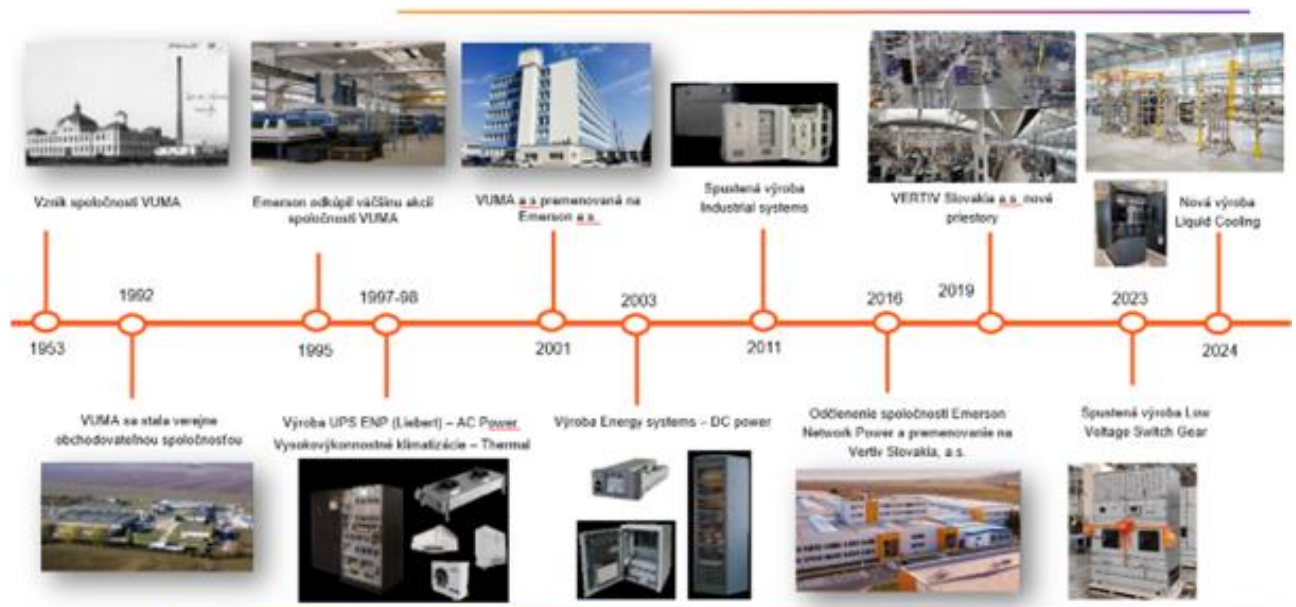 Vznik spoločnosti VUMA
Emerson odkúpil väčšinu akcií
spoločnosti VUMA
VUMA a.s premenovaná na
Emerson a.s.
Spustená výroba
Industrial systems
VERTIV Slovakia a.s. nové
priestory
Nová výroba
Liquid Cooling
1992
1997-98
2003
2016
2019
2023
1953
1995
2001
2011
2024
VUMA sa stala verejne
obchodovateľnou spoločnosťou
Výroba UPS ENP (Liebert) – AC Power
Vysokovýkonnostné klimatizácie – Thermal
Výroba Energy systems – DC power
Odčlenenie spoločnosti Emerson
Network Power a premenovanie na
Vertiv Slovakia, a.s.
Spustená výroba Low
Voltage Switch Gear